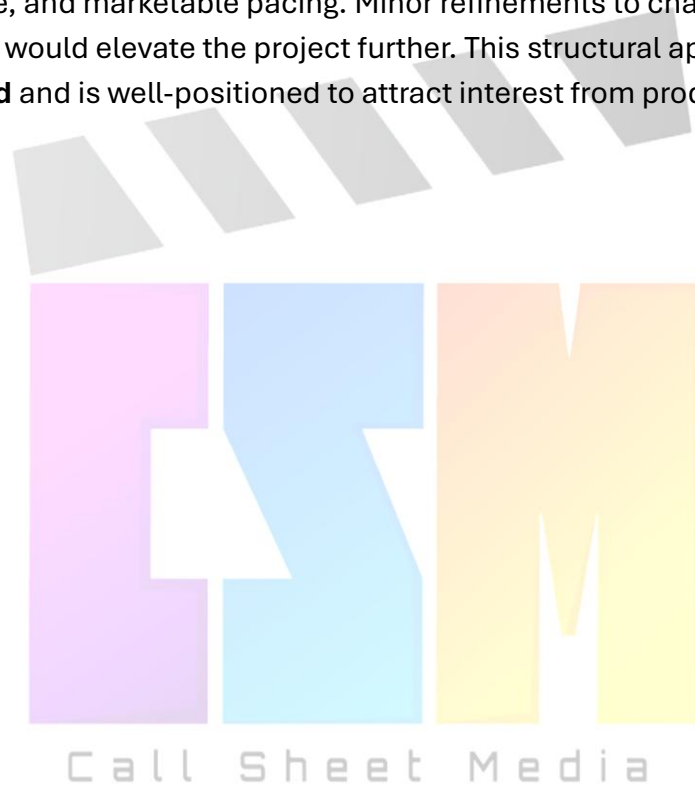 e, and marketable pacing. Minor refinements to cha
would elevate the project further. This structural ap
d and is well-positioned to attract interest from proc
CSM
Call Sheet Media